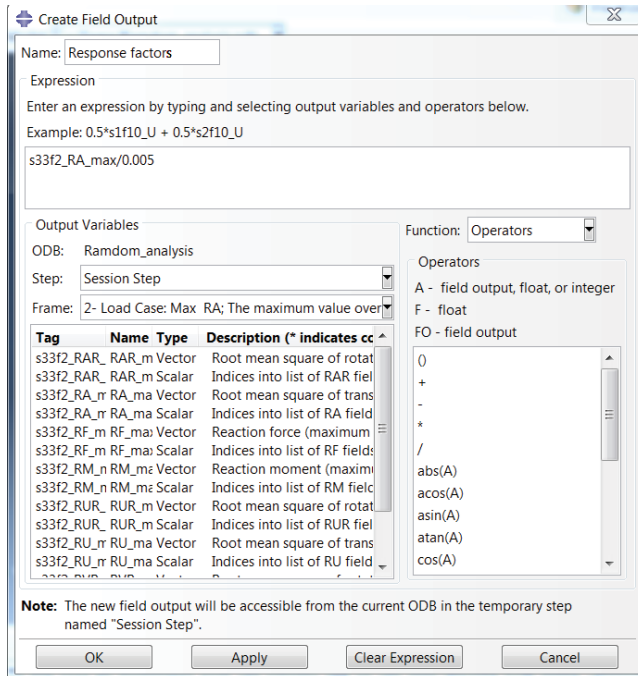 Create Field Output
Name: Response factors
Expression
Enter an expression by typing and selecting output variables and operators below.
Example: 0.5*s1f10_U + 0.5*s2f10_U
s33f2_RA_max/0.005
Output Variables
ODB: Ramdom_analysis
Step: Session Step
Frame: 2- Load Case: Max RA; The maximum value over
Tag Name Type Description (* indicates cc
s33f2_RAR_ RAR_m Vector Root mean square of rotat
s33f2_RAR_ RAR_m Scalar Indices into list of RAR fiel
s33f2_RA_m RA_ma Vector Root mean square of trans
s33f2_RA_m RA_ma Scalar Indices into list of RA field
s33f2_RF_m RF_max Vector Reaction force (maximum
s33f2_RF_m RF_max Scalar Indices into list of RF fields
s33f2_RM_n RM_ma Vector Reaction moment (maximu
s33f2_RM_n RM_ma Scalar Indices into list of RM fielc
s33f2_RUR_ RUR_m Vector Root mean square of rotat
s33f2_RUR_ RUR_m Scalar Indices into list of RUR fiel
s33f2_RU_m RU_ma Vector Root mean square of trans
s33f2_RU_m RU_ma Scalar Indices into list of RU field
Function: Operators
Operators
A - field output, float, or integer
F - float
FO - field output
()
+
-
*
/
abs(A)
acos(A)
asin(A)
atan(A)
cos(A)
Note: The new field output will be accessible from the current ODB in the temporary step
named "Session Step".
OK Apply Clear Expression Cancel